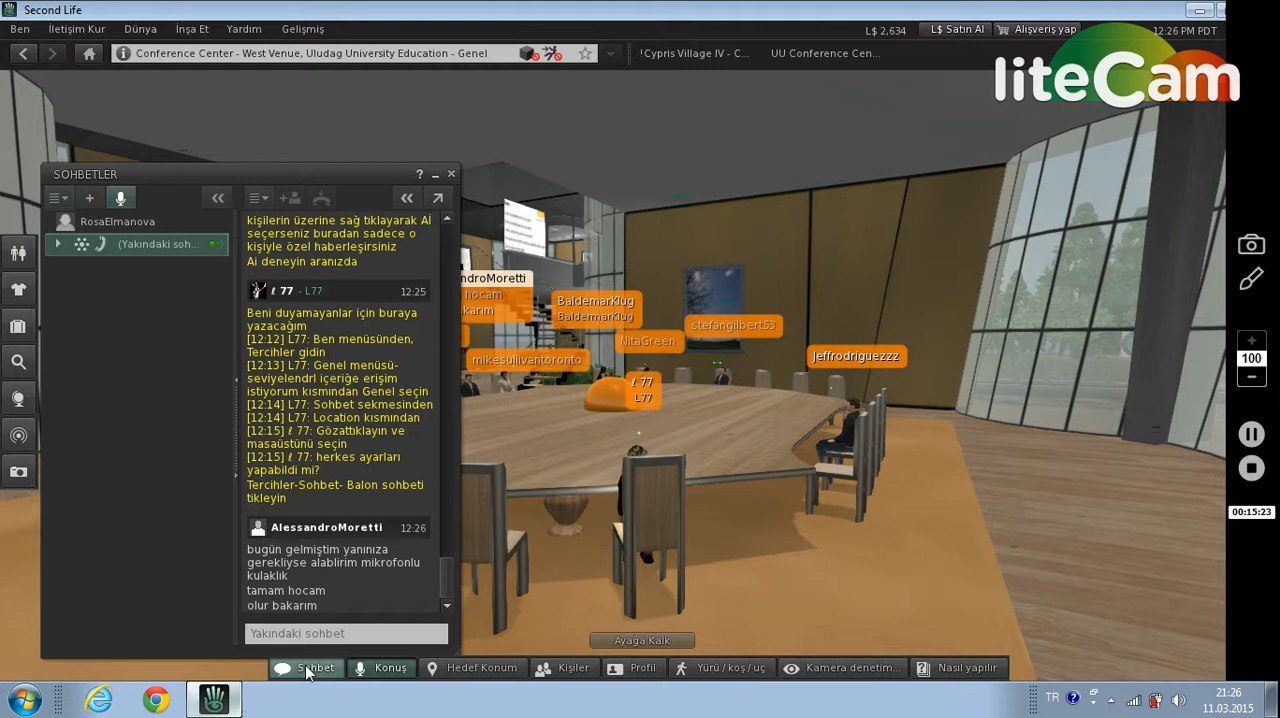 Second Life
Ben İletişim Kur Dünya İnşa Et Yardım Gelişmiş
L$ 2,634 L$ Satın Al Alışveriş yap 12:26 PM PDT
Conference Center - West Venue, Uludag University Education - Genel
!Cypris Village IV - C... UU Conference Cen...
liteCam
SOHBETLER
RosaElmanova
(Yakındaki soh...
kişilerin üzerine sağ tıklayarak Aİ
seçerseniz buradan sadece o
kişiyle özel haberleşirsiniz
Ai deneyin aranızda
ℓ 77 - L77 12:25
Beni duyamayanlar için buraya
yazacağım
[12:12] L77: Ben menüsünden,
Tercihler gidin
[12:13] L77: Genel menüsü-
seviyelendrl içeriğe erişim
istiyorum kısmından Genel seçin
[12:14] L77: Sohbet sekmesinden
[12:14] L77: Location kısmından
[12:15] ℓ 77: Gözattıklayın ve
masaüstünü seçin
[12:15] ℓ 77: herkes ayarları
yapabildi mi?
Tercihler-Sohbet- Balon sohbeti
tikleyin
AlessandroMoretti 12:26
bugün gelmiştim yanınıza
gerekliyse alablirim mikrofonlu
kulaklık
tamam hocam
olur bakarım
Yakındaki sohbet
ndroMoretti
hocam
karım
BaldemarKlug
BaldermarKlug
stefangilbert53
NitaGreen
mikesullivantoronto
Jeffrodriguezzz
ℓ 77
L77
Ayağa Kalk
100
00:15:23
Sohbet Konuş Hedef Konum Kişiler Profil Yürü / koş / uç Kamera denetim... Nasıl yapılır
TR 21:26
11.03.2015